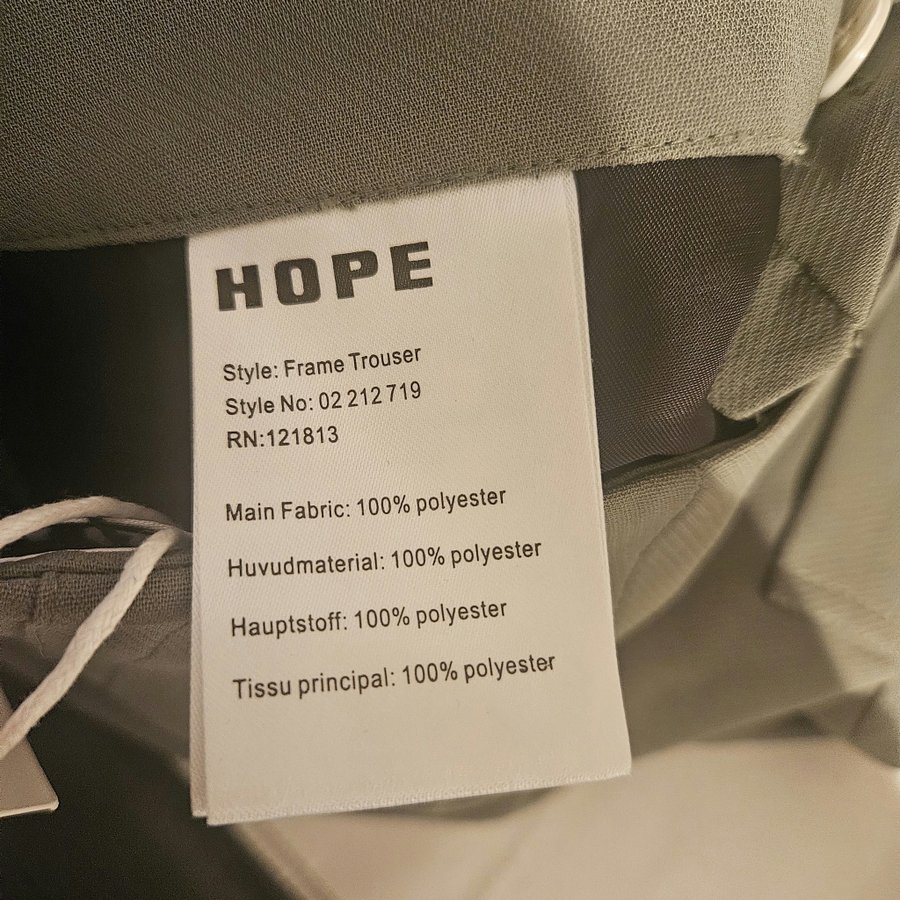 HOPE
Style: Frame Trouser
Style No: 02 212 719
RN:121813
Main Fabric: 100% polyester
Huvudmaterial: 100% polyester
Hauptstoff: 100% polyester
Tissu principal: 100% polyester